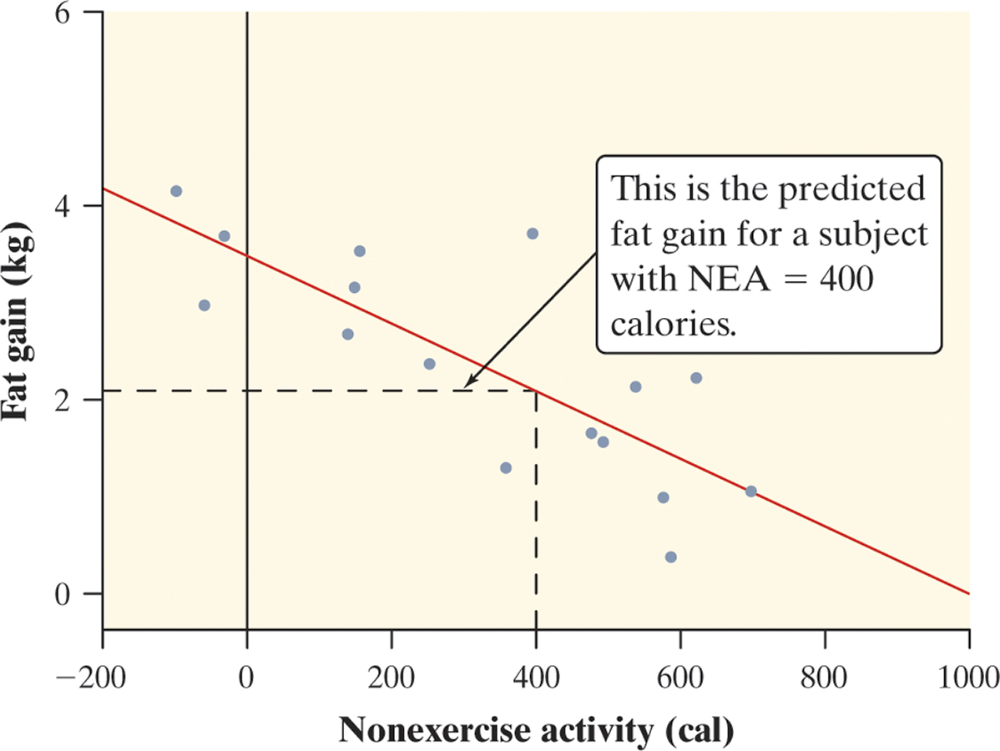 6
4
2
0
Fat gain (kg)
This is the predicted
fat gain for a subject
with NEA = 400
calories.
−200 0 200 400 600 800 1000
Nonexercise activity (cal)